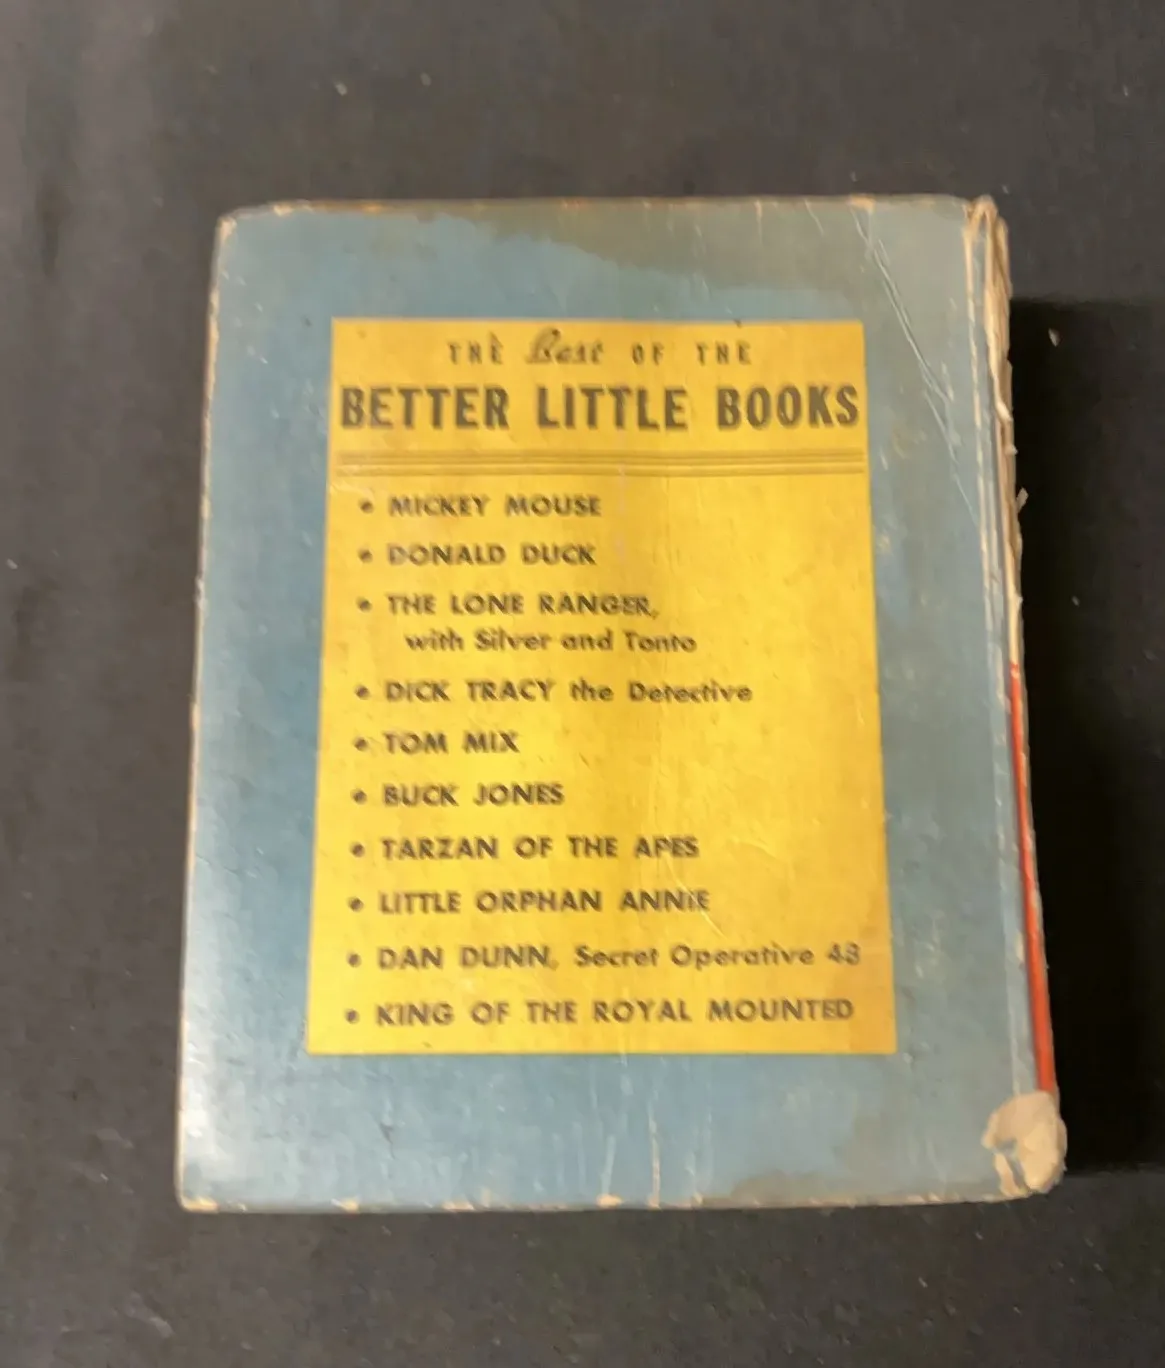 THE Best OF THE
BETTER LITTLE BOOKS
• MICKEY MOUSE
• DONALD DUCK
• THE LONE RANGER,
with Silver and Tonto
• DICK TRACY the Detective
• TOM MIX
• BUCK JONES
• TARZAN OF THE APES
• LITTLE ORPHAN ANNIE
• DAN DUNN, Secret Operative 48
• KING OF THE ROYAL MOUNTED